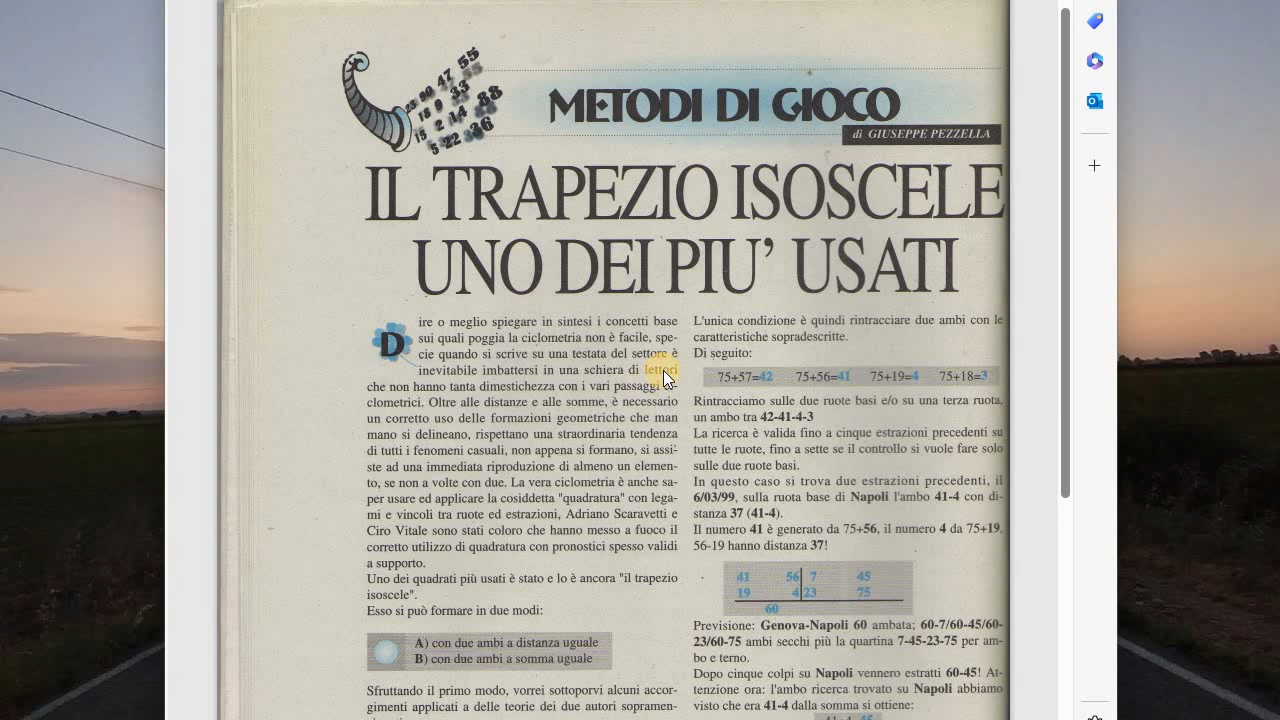 55
47
90
33
18 9
88
15 2 14
36
5 22
METODI DI GIOCO
di GIUSEPPE PEZZELLA
IL TRAPEZIO ISOSCELE
UNO DEI PIU' USATI
Dire o meglio spiegare in sintesi i concetti base
sui quali poggia la ciclometria non è facile, spe-
cie quando si scrive su una testata del settore è
inevitabile imbattersi in una schiera di lettori
che non hanno tanta dimestichezza con i vari passaggi
clometrici. Oltre alle distanze e alle somme, è necessario
un corretto uso delle formazioni geometriche che man
mano si delineano, rispettano una straordinaria tendenza
di tutti i fenomeni casuali, non appena si formano, si assi-
ste ad una immediata riproduzione di almeno un elemen-
to, se non a volte con due. La vera ciclometria è anche sa-
per usare ed applicare la cosiddetta "quadratura" con lega-
mi e vincoli tra ruote ed estrazioni, Adriano Scaravetti e
Ciro Vitale sono stati coloro che hanno messo a fuoco il
corretto utilizzo di quadratura con pronostici spesso validi
a supporto.
Uno dei quadrati più usati è stato e lo è ancora "il trapezio
isoscele".
Esso si può formare in due modi:
A) con due ambi a distanza uguale
B) con due ambi a somma uguale
Sfruttando il primo modo, vorrei sottoporvi alcuni accor-
gimenti applicati a delle teorie dei due autori sopramen-
L'unica condizione è quindi rintracciare due ambi con le
caratteristiche sopradescritte.
Di seguito:
75+57=42 75+56=41 75+19=4 75+18=3
Rintracciamo sulle due ruote basi e/o su una terza ruota,
un ambo tra 42-41-4-3
La ricerca è valida fino a cinque estrazioni precedenti su
tutte le ruote, fino a sette se il controllo si vuole fare solo
sulle due ruote basi.
In questo caso si trova due estrazioni precedenti, il
6/03/99, sulla ruota base di Napoli l'ambo 41-4 con di-
stanza 37 (41-4).
Il numero 41 è generato da 75+56, il numero 4 da 75+19,
56-19 hanno distanza 37!
41 56 7 45
19 4 23 75
60
Previsione: Genova-Napoli 60 ambata; 60-7/60-45/60-
23/60-75 ambi secchi più la quartina 7-45-23-75 per am-
bo e terno.
Dopo cinque colpi su Napoli vennero estratti 60-45! At-
tenzione ora: l'ambo ricerca trovato su Napoli abbiamo
visto che era 41-4 dalla somma si ottiene:
41+4=45